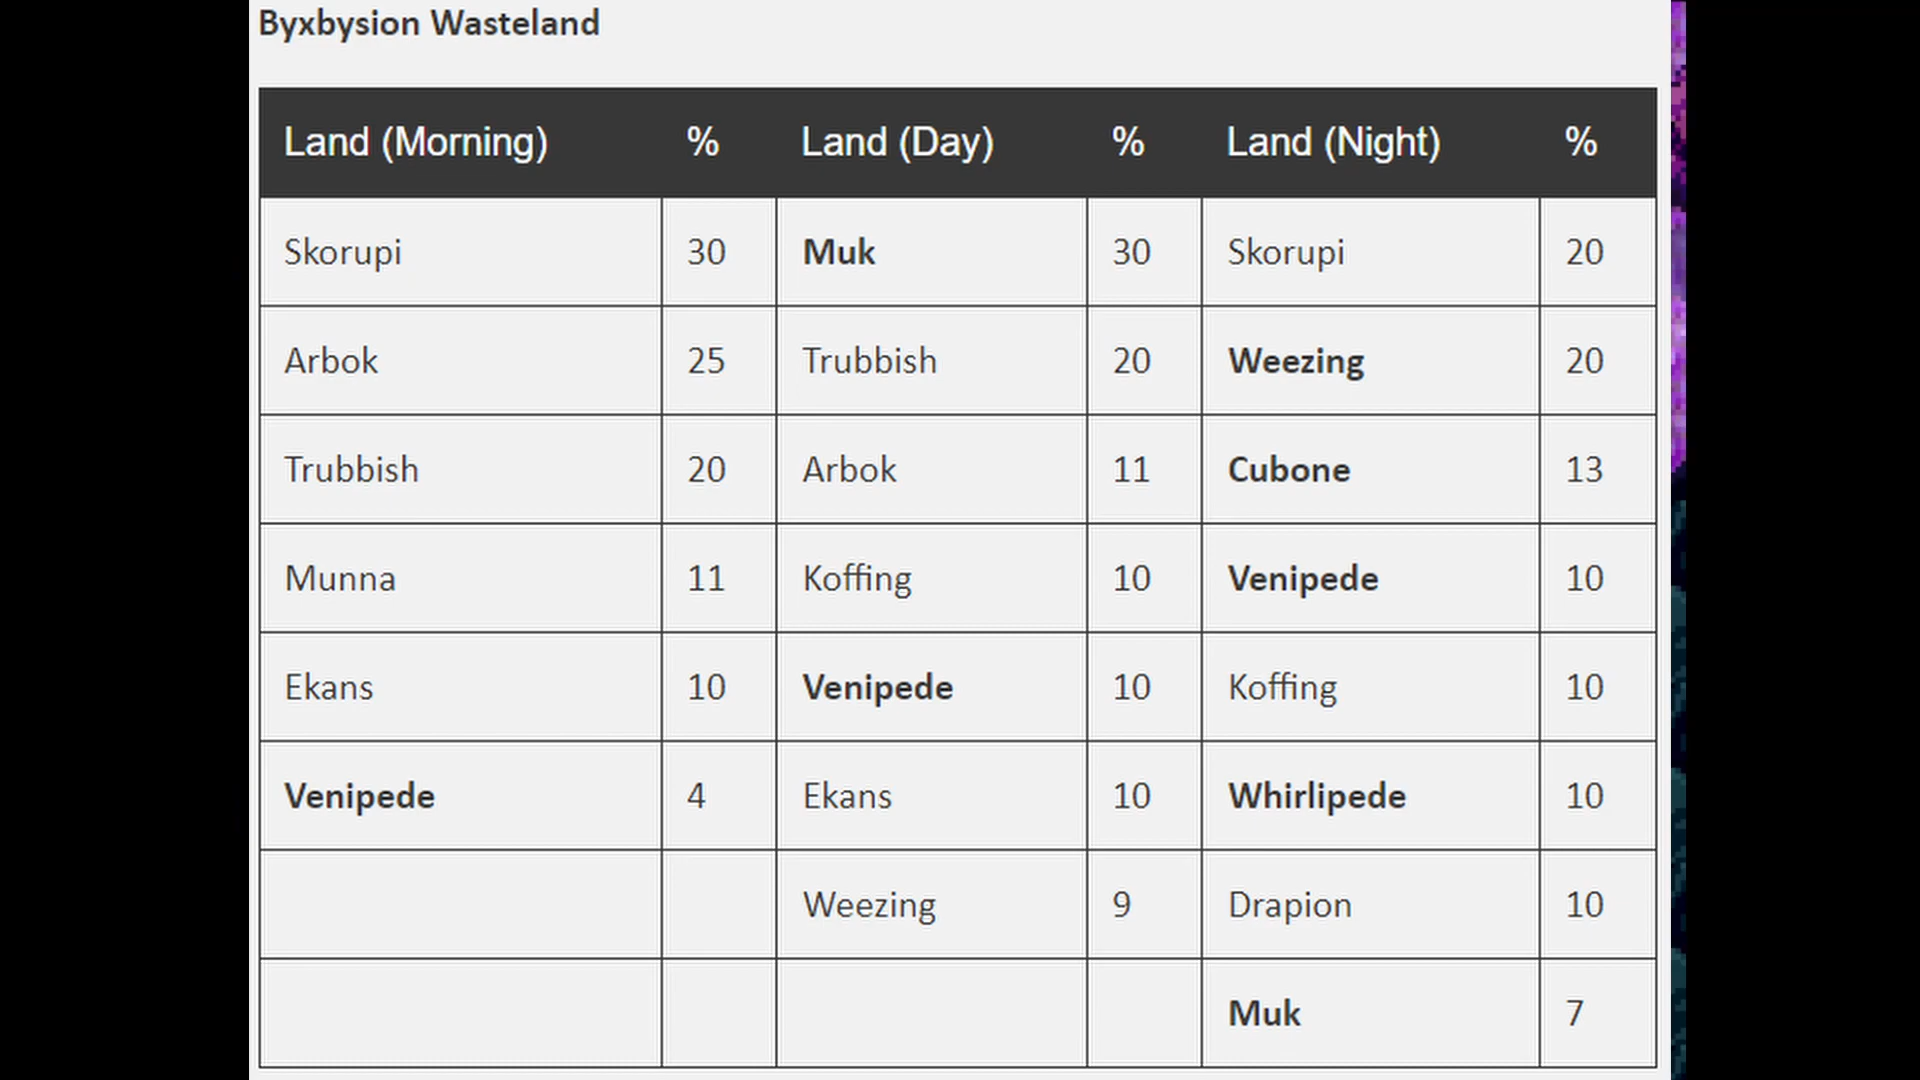 Byxbysion Wasteland
Land (Morning) % Land (Day) % Land (Night) %
Skorupi 30 Muk 30 Skorupi 20
Arbok 25 Trubbish 20 Weezing 20
Trubbish 20 Arbok 11 Cubone 13
Munna 11 Koffing 10 Venipede 10
Ekans 10 Venipede 10 Koffing 10
Venipede 4 Ekans 10 Whirlipede 10
Weezing 9 Drapion 10
Muk 7